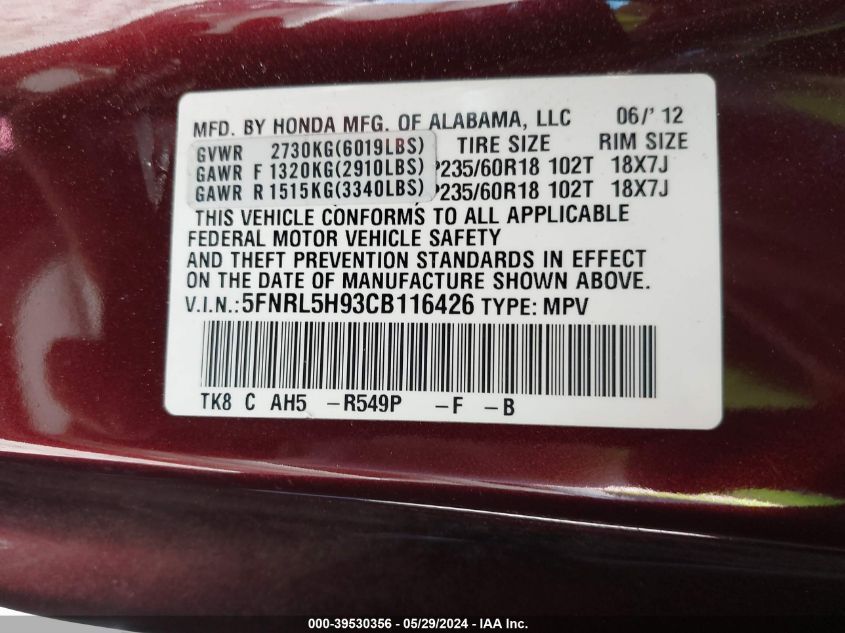 MFD. BY HONDA MFG. OF ALABAMA, LLC 06/'12
GVWR 2730KG(6019LBS) TIRE SIZE RIM SIZE
GAWR F 1320KG(2910LBS) P235/60R18 102T 18X7J
GAWR R 1515KG(3340LBS) P235/60R18 102T 18X7J
THIS VEHICLE CONFORMS TO ALL APPLICABLE
FEDERAL MOTOR VEHICLE SAFETY
AND THEFT PREVENTION STANDARDS IN EFFECT
ON THE DATE OF MANUFACTURE SHOWN ABOVE.
V.I.N.:5FNRL5H93CB116426 TYPE: MPV
TK8 C AH5 -R549P -F -B
000-39530356 - 05/29/2024 - IAA Inc.